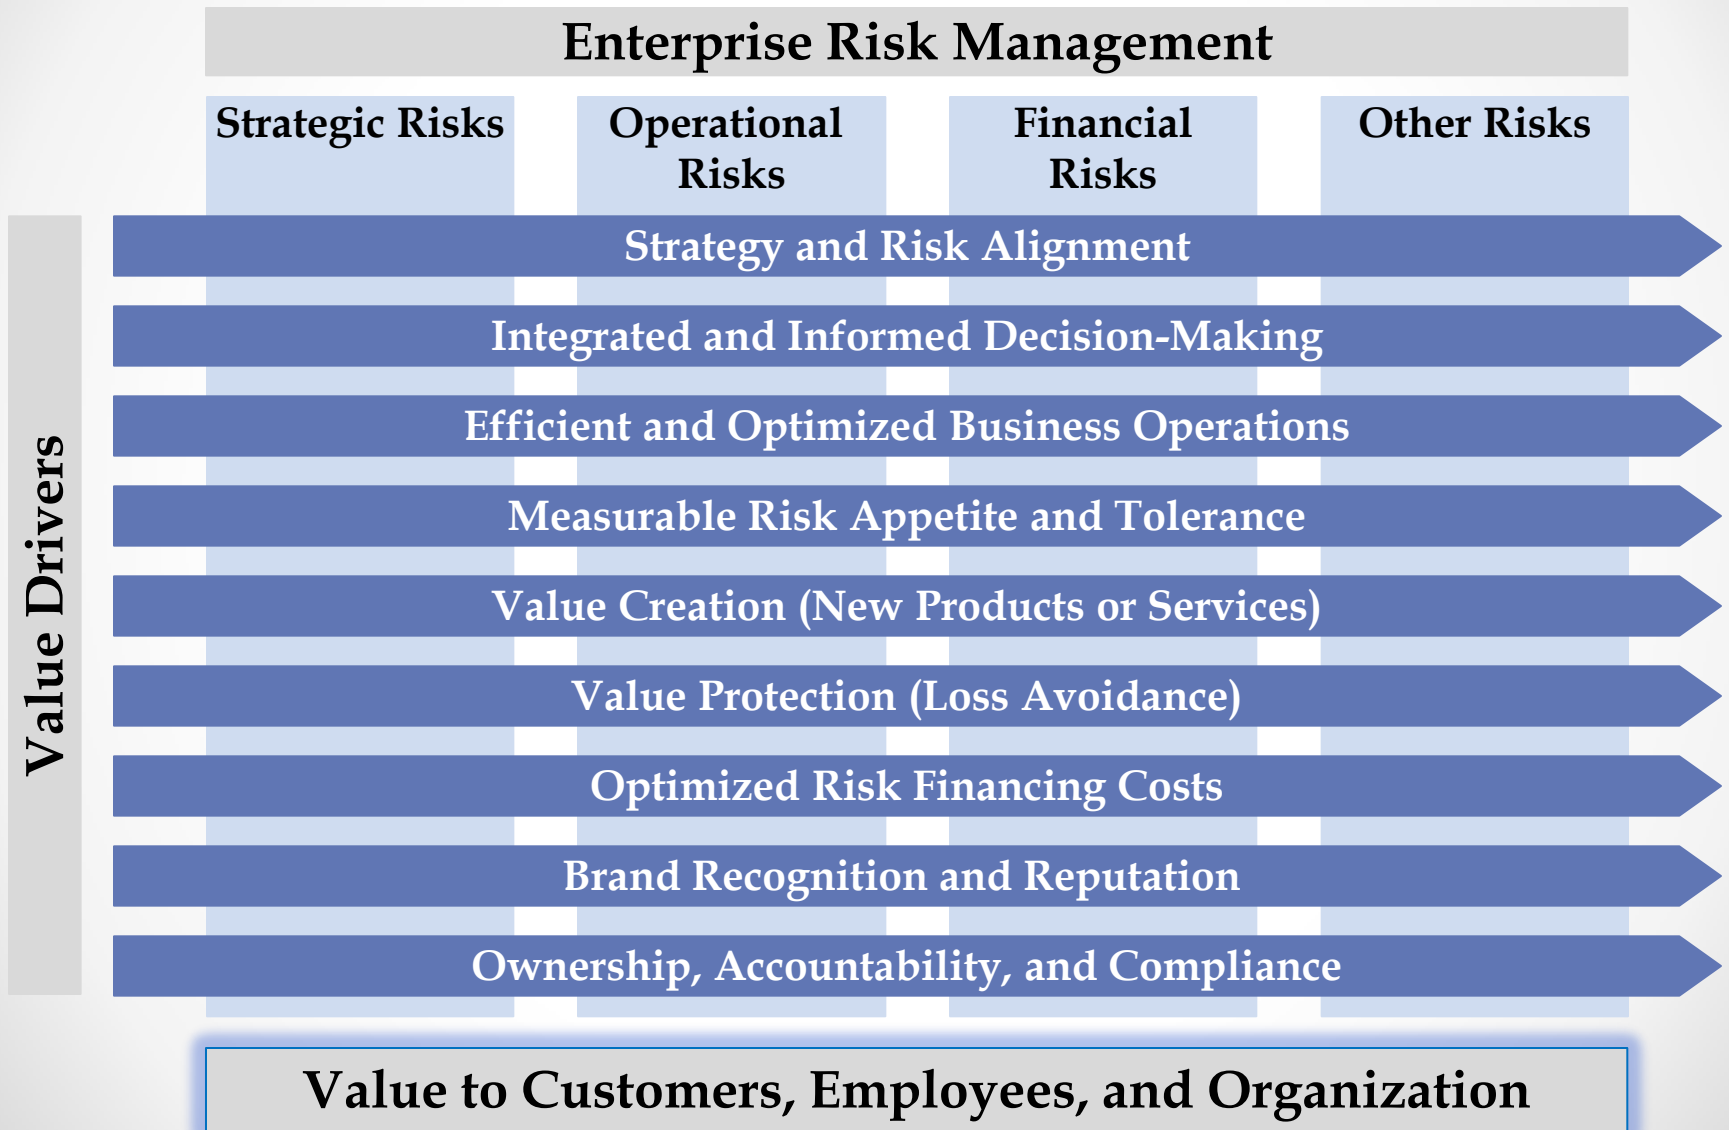 Enterprise Risk Management
Strategic Risks
Operational
Risks
Financial
Risks
Other Risks
Value Drivers
Strategy and Risk Alignment
Integrated and Informed Decision-Making
Efficient and Optimized Business Operations
Measurable Risk Appetite and Tolerance
Value Creation (New Products or Services)
Value Protection (Loss Avoidance)
Optimized Risk Financing Costs
Brand Recognition and Reputation
Ownership, Accountability, and Compliance
Value to Customers, Employees, and Organization